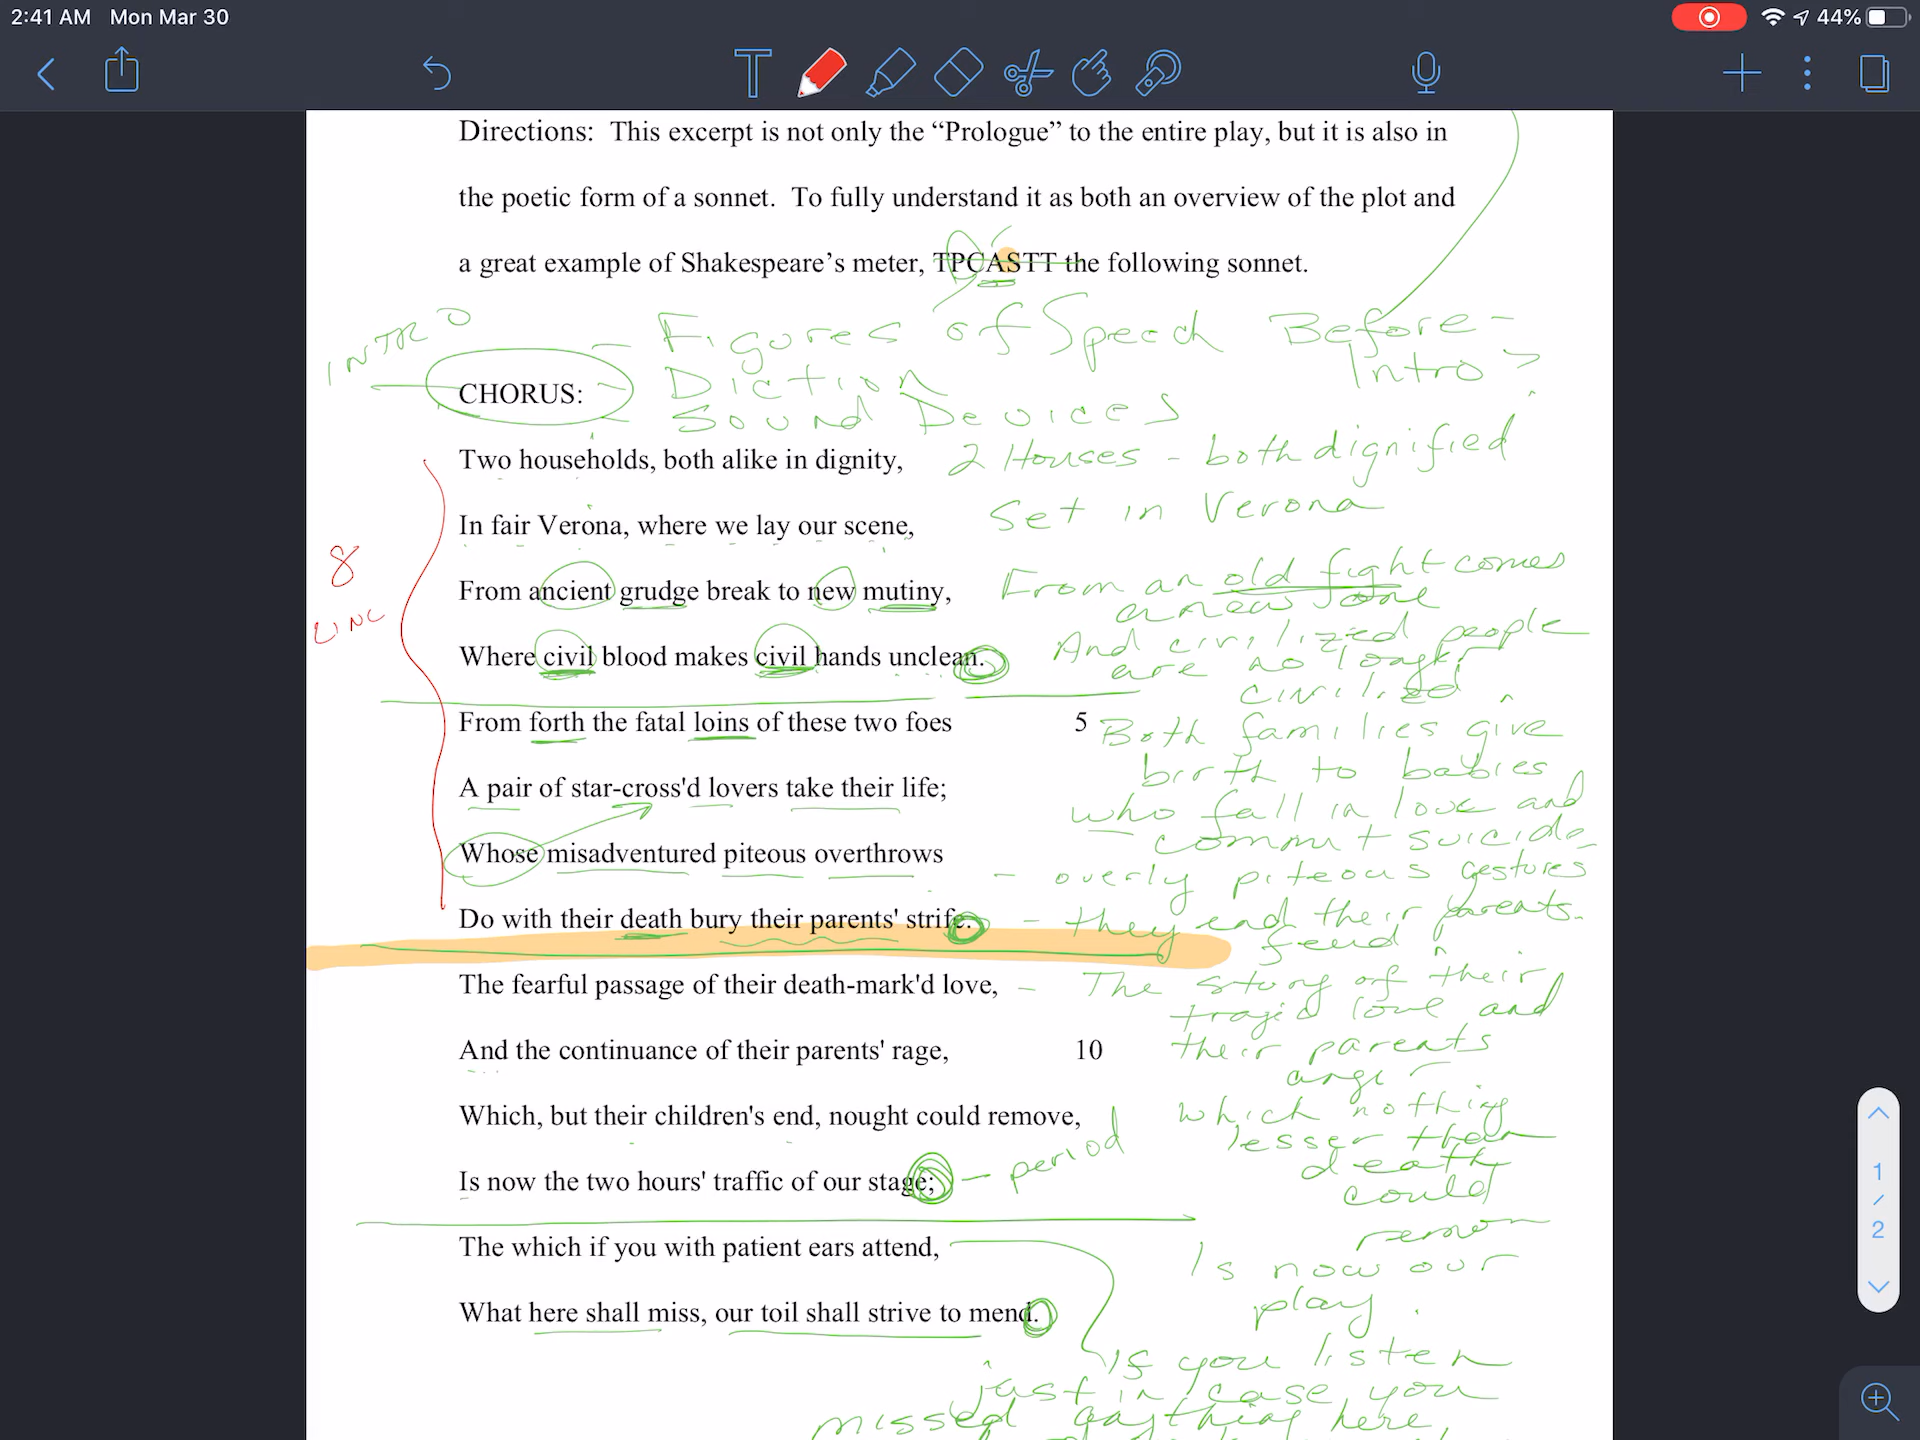 2:41 AM Mon Mar 30 44%
T
Directions: This excerpt is not only the “Prologue” to the entire play, but it is also in
the poetic form of a sonnet. To fully understand it as both an overview of the plot and
a great example of Shakespeare’s meter, TPCASTT the following sonnet.
INTRO
- Figures of Speech Before -
Intro >
CHORUS: - Diction
- Sound Devices
Two households, both alike in dignity, 2 Houses - both dignified
In fair Verona, where we lay our scene, Set in Verona
8
LINE
From ancient grudge break to new mutiny, From an old fight comes
a new one
Where civil blood makes civil hands unclean. And civilized people
are no longer
civilized
From forth the fatal loins of these two foes 5 Both families give
birth to babies
A pair of star-cross'd lovers take their life; who fall in love and
commit suicide
Whose misadventured piteous overthrows - overly piteous gestures
Do with their death bury their parents' strife. - they end their parents.
feud
The fearful passage of their death-mark'd love, - The story of their
tragic love and
And the continuance of their parents' rage, 10 their parents
Which, but their children's end, nought could remove, which nothing
lesser than
death
Is now the two hours' traffic of our stage; - period could
The which if you with patient ears attend, Is now our
play.
What here shall miss, our toil shall strive to mend.
If you listen
just in case you
missed anything here,
1
/
2